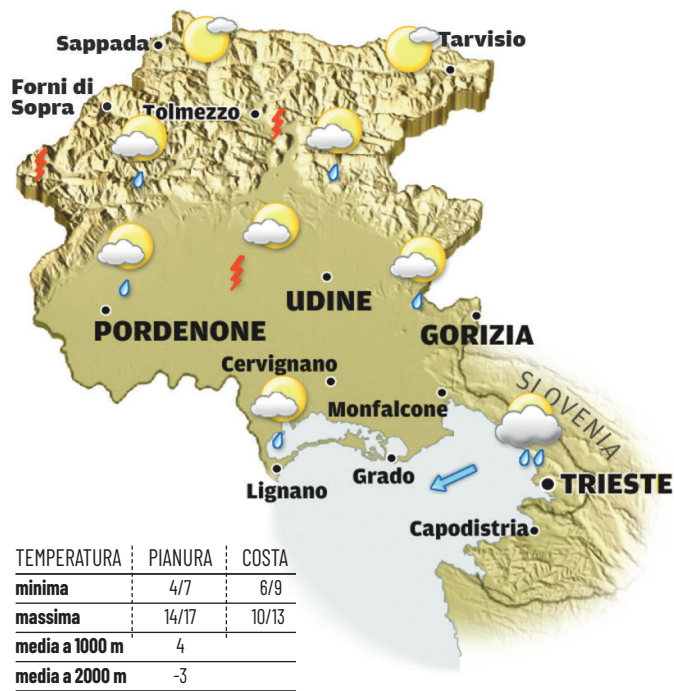 Sappada
Tarvisio
Forni di
Sopra
Tolmezzo
UDINE
PORDENONE
GORIZIA
Cervignano
SLOVENIA
Monfalcone
Grado
Lignano
TRIESTE
Capodistria
TEMPERATURA PIANURA COSTA
minima 4/7 6/9
massima 14/17 10/13
media a 1000 m 4
media a 2000 m -3